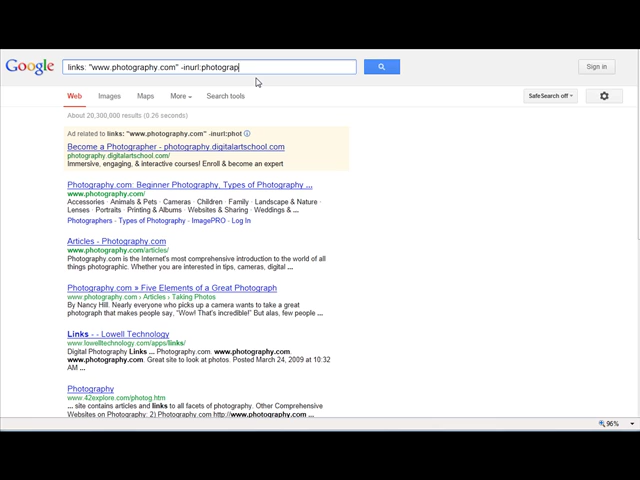 Google
links: "www.photography.com" -inurl:photograp
Sign in
Web Images Maps More Search tools
SafeSearch off
About 20,300,000 results (0.26 seconds)
Ad related to links: "www.photography.com" -inurl:phot
Become a Photographer - photography.digitalartschool.com
photography.digitalartschool.com/
Immersive, engaging, & interactive courses! Enroll & become an expert
Photography.com: Beginner Photography, Types of Photography ...
www.photography.com/
Accessories · Animals & Pets · Cameras · Children · Family · Landscape & Nature ·
Lenses · Portraits · Printing & Albums · Websites & Sharing · Weddings & ...
Photographers - Types of Photography - ImagePRO - Log In
Articles - Photography.com
www.photography.com/articles/
Photography.com is the Internet's most comprehensive introduction to the world of all
things photographic. Whether you are interested in tips, cameras, digital ...
Photography.com » Five Elements of a Great Photograph
www.photography.com › Articles › Taking Photos
By Nancy Hill. Nearly everyone who picks up a camera wants to take a great
photograph that makes people say, "Wow! That's incredible!" But alas, few people ...
Links - - Lowell Technology
www.lowelltechnology.com/apps/links/
Digital Photography Links ... Photography.com. www.photography.com.
www.photography.com. Great site to look at photos. Posted March 24, 2009 at 10:32
AM ...
Photography
www.42explore.com/photog.htm
... site contains articles and links to all facets of photography. Other Comprehensive
Websites on Photography: 2) Photography.com http://www.photography.com ...
96%